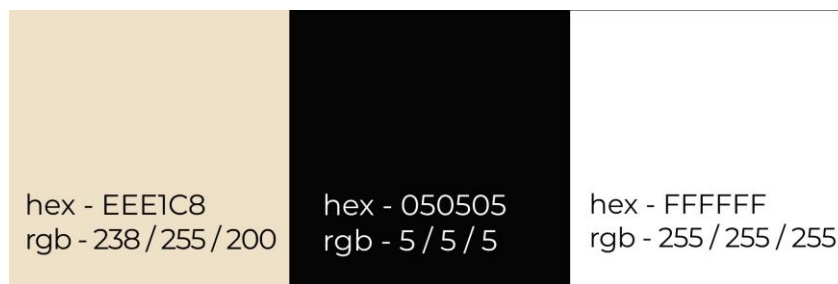 hex - EEE1C8
rgb - 238 / 255 / 200
hex - 050505
rgb - 5 / 5 / 5
hex - FFFFFF
rgb - 255 / 255 / 255